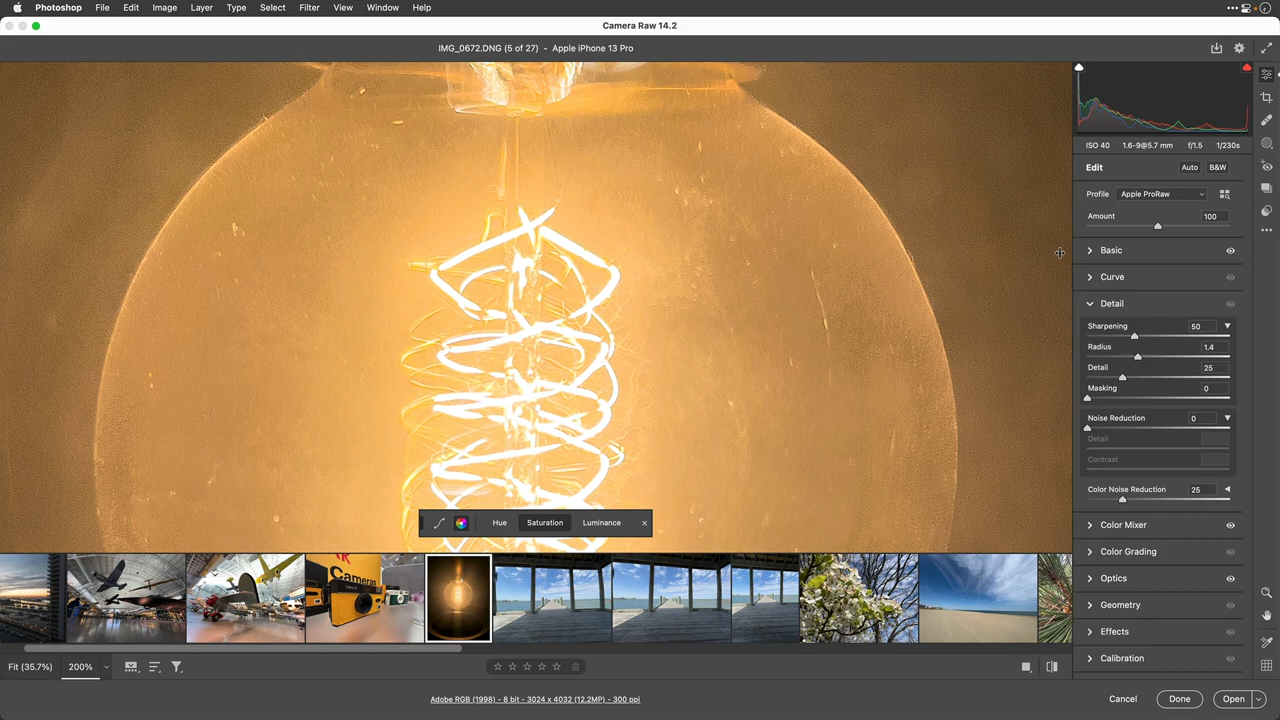 Photoshop File Edit Image Layer Type Select Filter View Window Help
Camera Raw 14.2
IMG_0672.DNG (5 of 27) - Apple iPhone 13 Pro
ISO 40 1.6-9@5.7 mm f/1.5 1/230s
Edit Auto B&W
Profile Apple ProRaw
Amount 100
Basic
Curve
Detail
Sharpening 50
Radius 1.4
Detail 25
Masking 0
Noise Reduction 0
Detail
Contrast
Color Noise Reduction 25
Hue Saturation Luminance
Color Mixer
Color Grading
Optics
Geometry
Effects
Calibration
Cameras
Fit (35.7%) 200%
Adobe RGB (1998) - 8 bit - 3024 x 4032 (12.2MP) - 300 ppi
Cancel Done Open